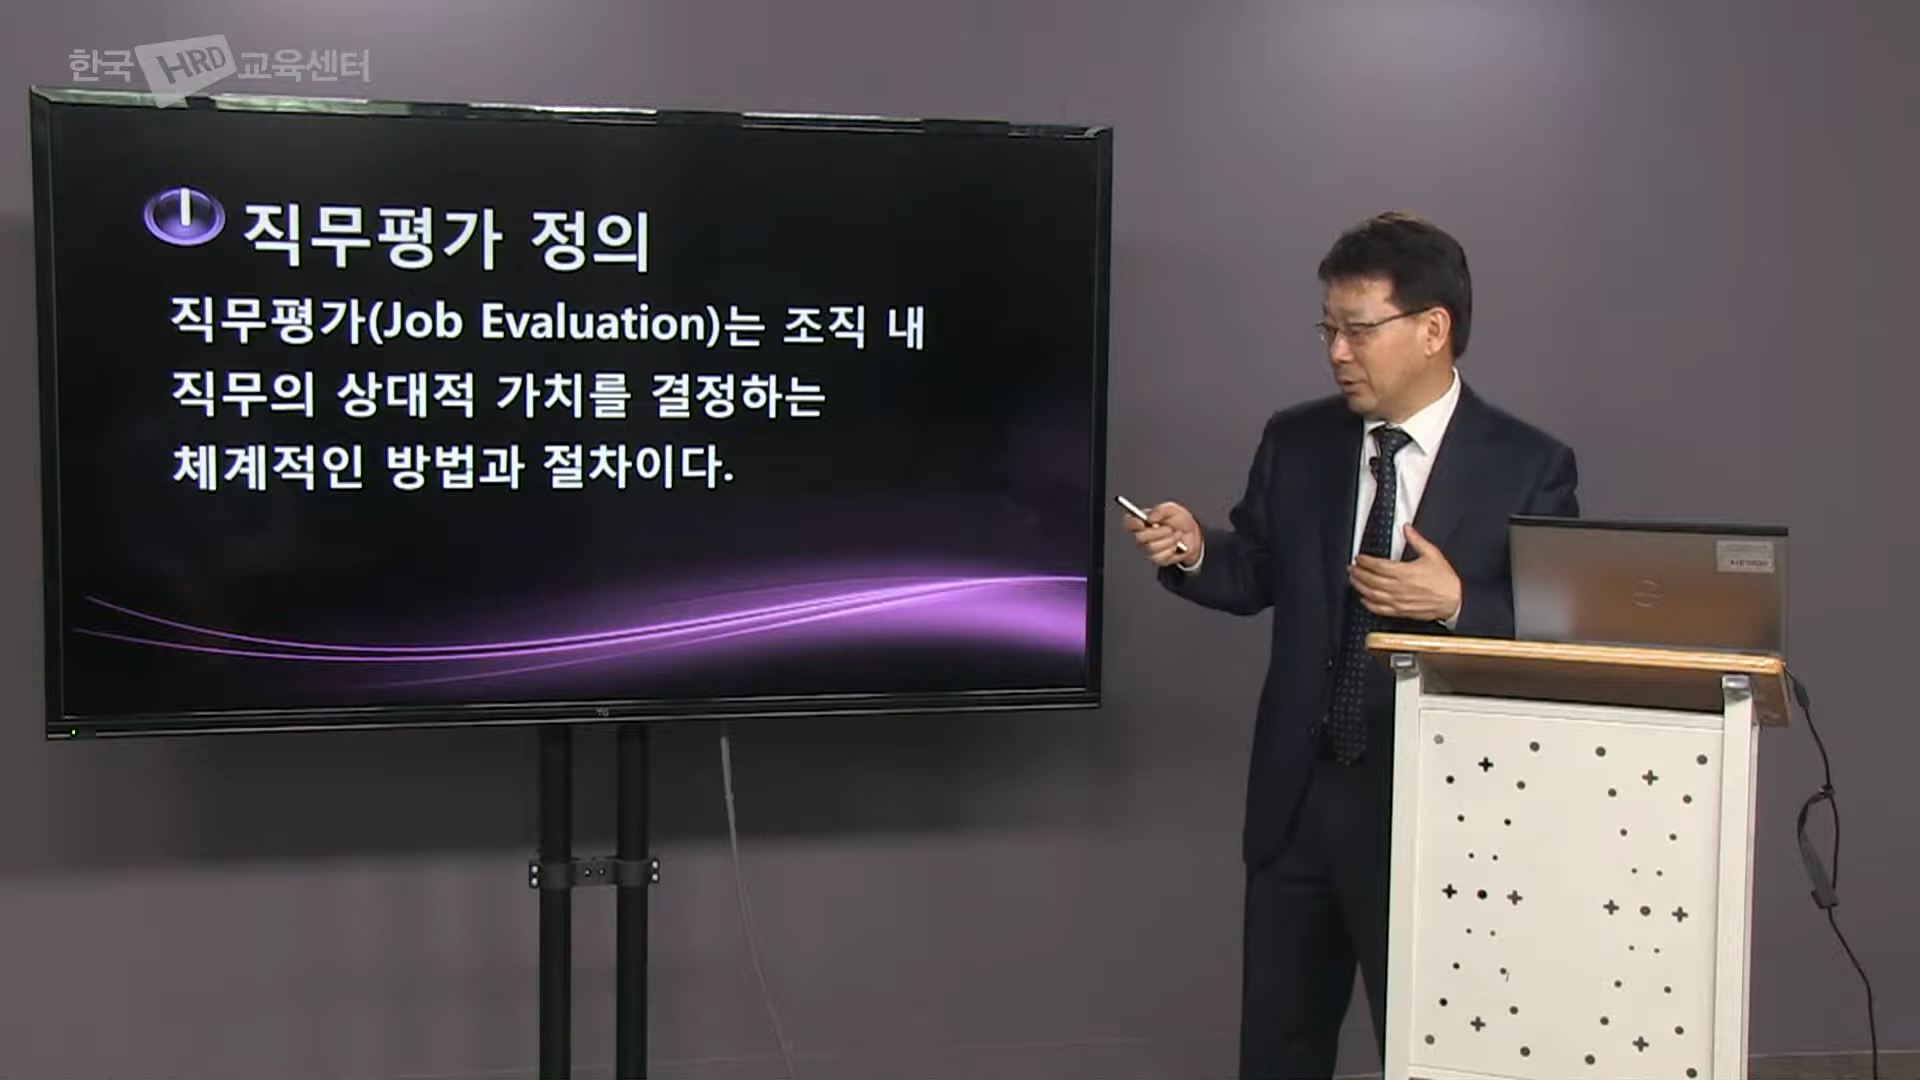 한국 HRD 교육센터
직무평가 정의
직무평가(Job Evaluation)는 조직 내
직무의 상대적 가치를 결정하는
체계적인 방법과 절차이다.
TG